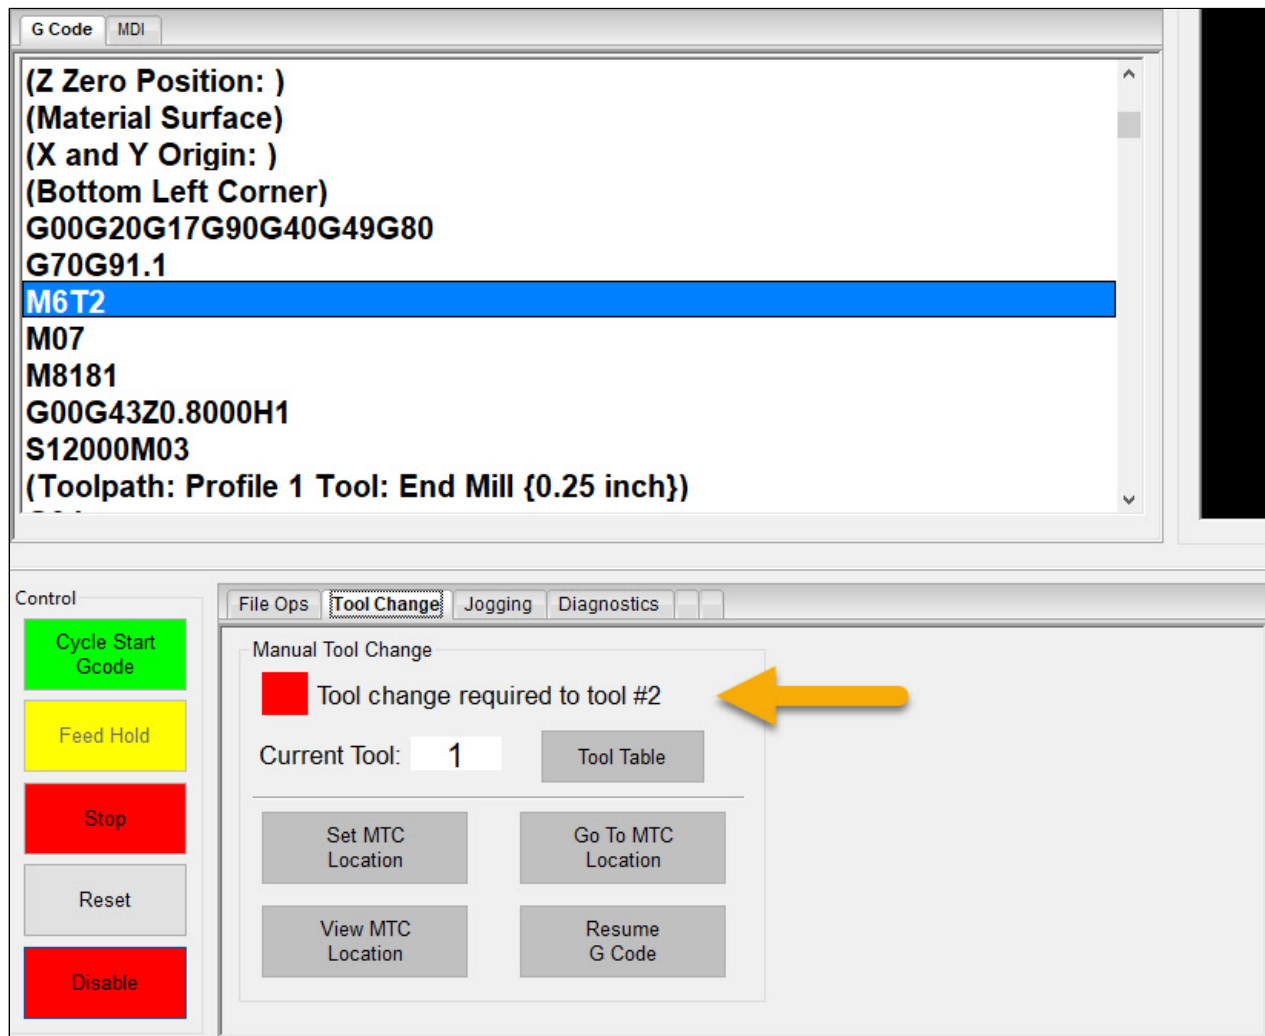 G Code MDI
(Z Zero Position: )
(Material Surface)
(X and Y Origin: )
(Bottom Left Corner)
G00G20G17G90G40G49G80
G70G91.1
M6T2
M07
M8181
G00G43Z0.8000H1
S12000M03
(Toolpath: Profile 1 Tool: End Mill {0.25 inch})
Control
Cycle Start
Gcode
Feed Hold
Stop
Reset
Disable
File Ops Tool Change Jogging Diagnostics
Manual Tool Change
Tool change required to tool #2
Current Tool: 1 Tool Table
Set MTC
Location
Go To MTC
Location
View MTC
Location
Resume
G Code